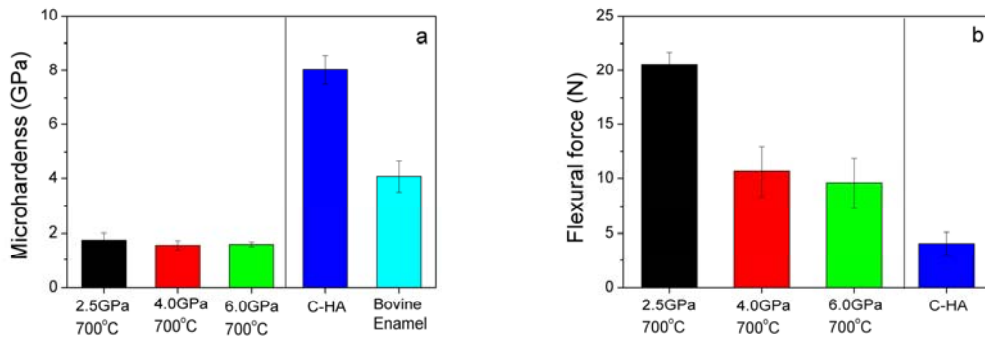 a
10
8
6
4
2
0
Microhardenss (GPa)
2.5GPa 4.0GPa 6.0GPa C-HA Bovine
700°C 700°C 700°C Enamel
b
25
20
15
10
5
0
Flexural force (N)
2.5GPa 4.0GPa 6.0GPa C-HA
700°C 700°C 700°C